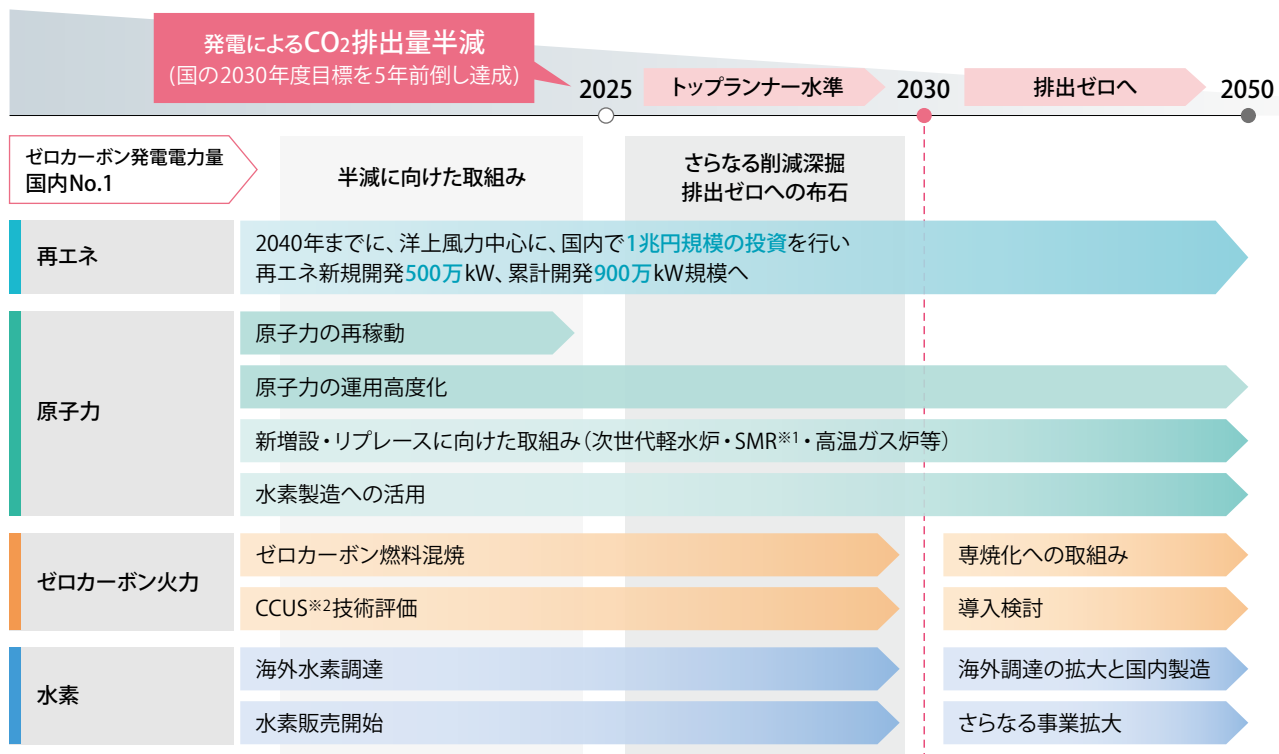 発電によるCO₂排出量半減
(国の2030年度目標を5年前倒し達成)
2025
トップランナー水準
2030
排出ゼロへ
2050
ゼロカーボン発電電力量
国内No.1
半減に向けた取組み
さらなる削減深掘
排出ゼロへの布石
再エネ
2040年までに、洋上風力中心に、国内で1兆円規模の投資を行い
再エネ新規開発500万kW、累計開発900万kW規模へ
原子力
原子力の再稼動
原子力の運用高度化
新増設・リプレースに向けた取組み(次世代軽水炉・SMR※1・高温ガス炉等)
水素製造への活用
ゼロカーボン火力
ゼロカーボン燃料混焼
専焼化への取組み
CCUS※2技術評価
導入検討
水素
海外水素調達
海外調達の拡大と国内製造
水素販売開始
さらなる事業拡大